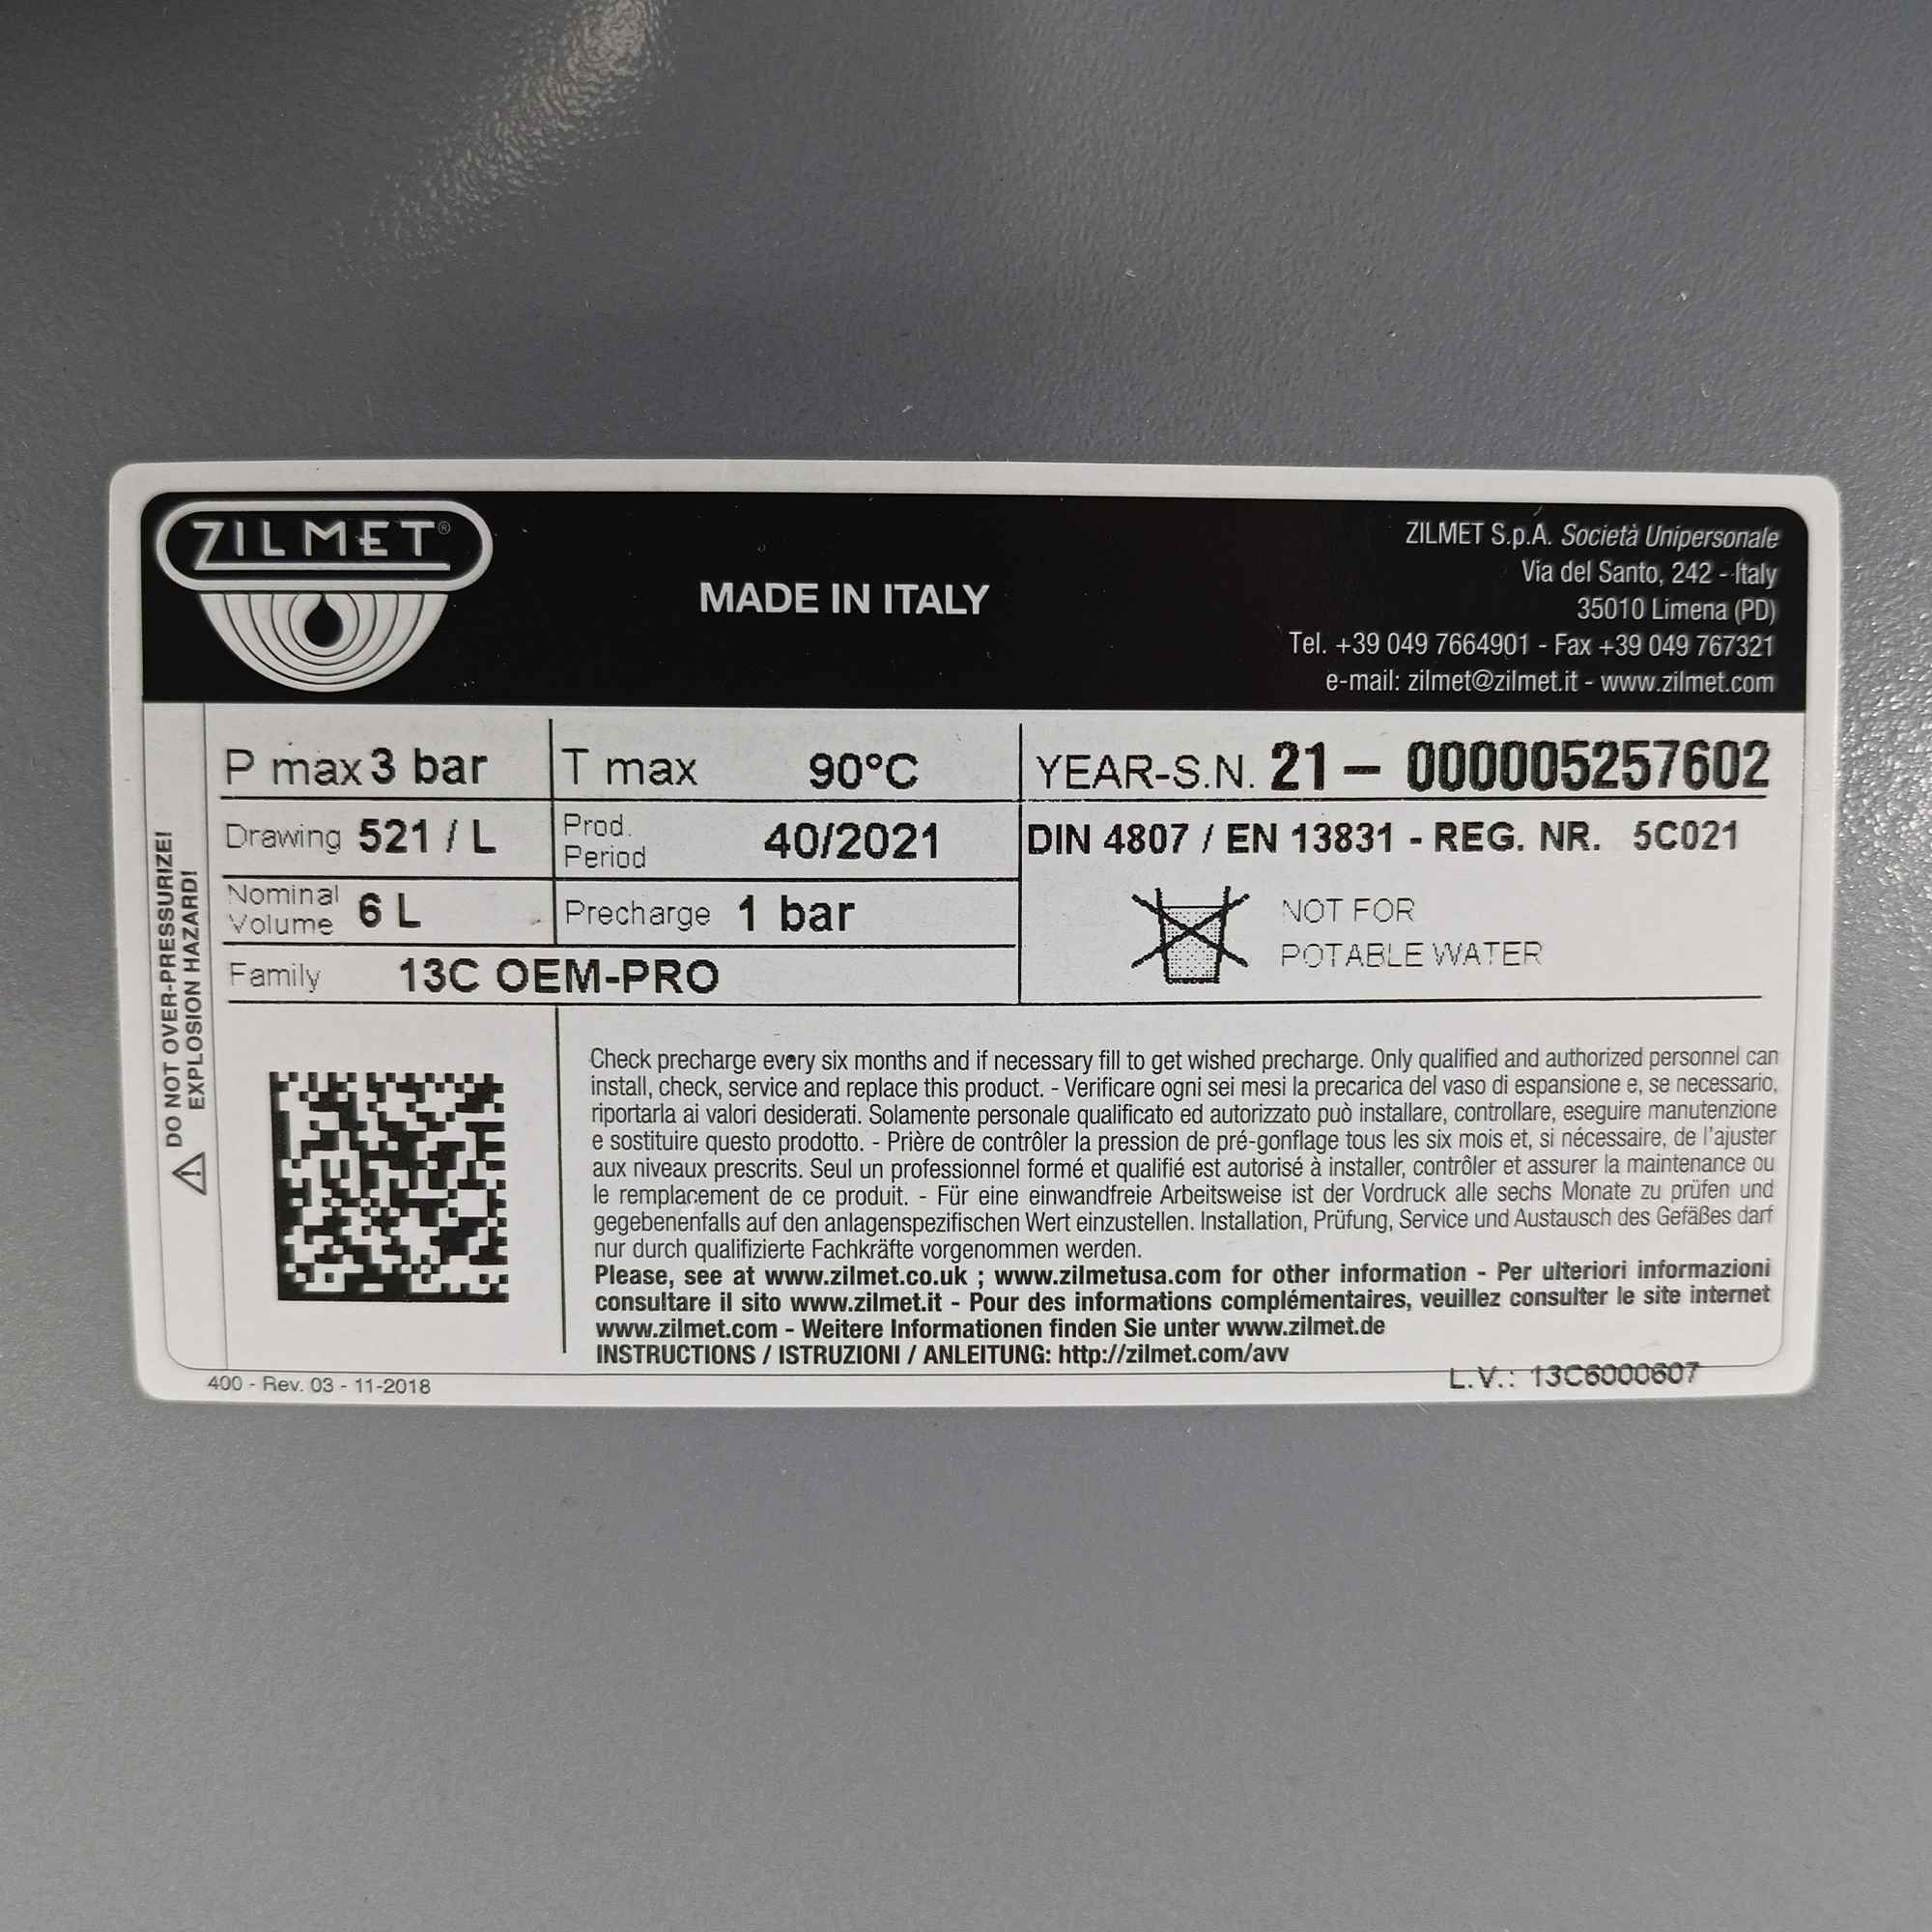 ZILMET®
MADE IN ITALY
ZILMET S.p.A. Società Unipersonale
Via del Santo, 242 - Italy
35010 Limena (PD)
Tel. +39 049 7664901 - Fax +39 049 767321
e-mail: zilmet@zilmet.it - www.zilmet.com
DO NOT OVER-PRESSURIZE!
EXPLOSION HAZARD!
P max 3 bar
T max 90°C
YEAR-S.N. 21 - 000005257602
Drawing 521 / L
Prod.
Period 40/2021
DIN 4807 / EN 13831 - REG. NR. 5C021
Nominal
Volume 6 L
Precharge 1 bar
NOT FOR
POTABLE WATER
Family 13C OEM-PRO
Check precharge every six months and if necessary fill to get wished precharge. Only qualified and authorized personnel can
install, check, service and replace this product. - Verificare ogni sei mesi la precarica del vaso di espansione e, se necessario,
riportarla ai valori desiderati. Solamente personale qualificato ed autorizzato può installare, controllare, eseguire manutenzione
e sostituire questo prodotto. - Prière de contrôler la pression de pré-gonflage tous les six mois et, si nécessaire, de l'ajuster
aux niveaux prescrits. Seul un professionnel formé et qualifié est autorisé à installer, contrôler et assurer la maintenance ou
le remplacement de ce produit. - Für eine einwandfreie Arbeitsweise ist der Vordruck alle sechs Monate zu prüfen und
gegebenenfalls auf den anlagenspezifischen Wert einzustellen. Installation, Prüfung, Service und Austausch des Gefäßes darf
nur durch qualifizierte Fachkräfte vorgenommen werden.
Please, see at www.zilmet.co.uk ; www.zilmetusa.com for other information - Per ulteriori informazioni
consultare il sito www.zilmet.it - Pour des informations complémentaires, veuillez consulter le site internet
www.zilmet.com - Weitere Informationen finden Sie unter www.zilmet.de
INSTRUCTIONS / ISTRUZIONI / ANLEITUNG: http://zilmet.com/avv
400 - Rev. 03 - 11-2018
L.V.: 13C6000607